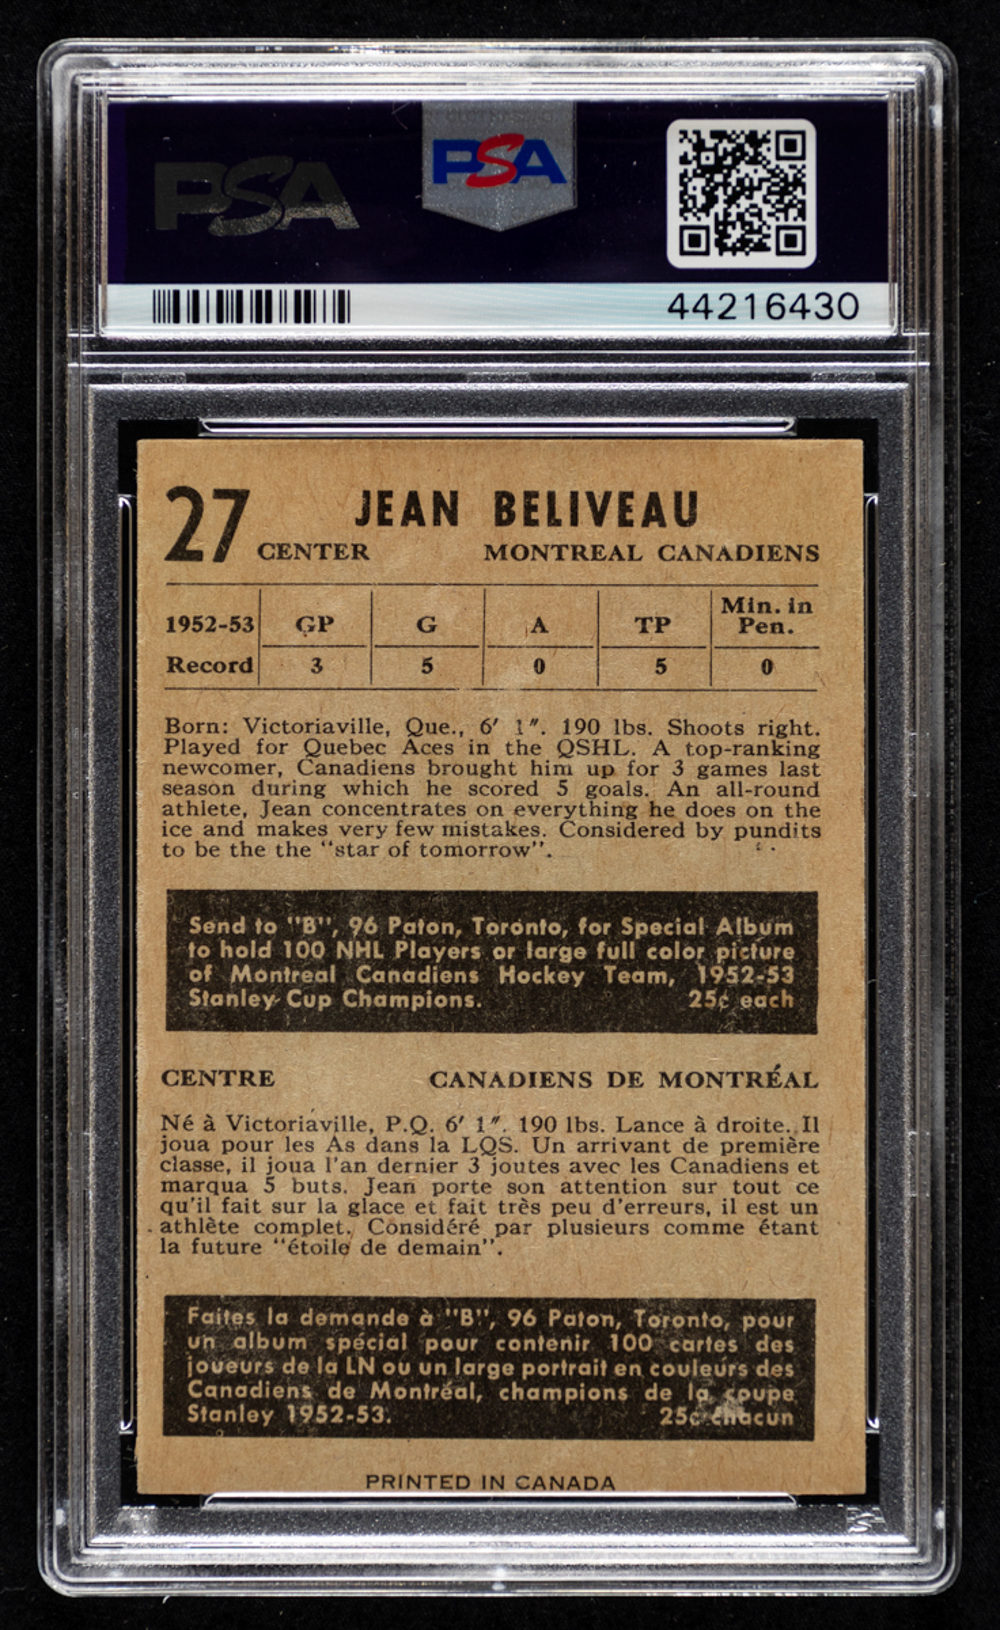 PSA
PSA
44216430
27 JEAN BELIVEAU
CENTER MONTREAL CANADIENS
1952-53 GP G A TP Min. in Pen.
Record 3 5 0 5 0
Born: Victoriaville, Que., 6′ 1″. 190 lbs. Shoots right.
Played for Quebec Aces in the QSHL. A top-ranking
newcomer, Canadiens brought him up for 3 games last
season during which he scored 5 goals. An all-round
athlete, Jean concentrates on everything he does on the
ice and makes very few mistakes. Considered by pundits
to be the the "star of tomorrow".
Send to "B", 96 Paton, Toronto, for Special Album
to hold 100 NHL Players or large full color picture
of Montreal Canadiens Hockey Team, 1952-53
Stanley Cup Champions. 25¢ each
CENTRE CANADIENS DE MONTRÉAL
Né à Victoriaville, P.Q. 6′ 1″. 190 lbs. Lance à droite. Il
joua pour les As dans la LQS. Un arrivant de première
classe, il joua l'an dernier 3 joutes avec les Canadiens et
marqua 5 buts. Jean porte son attention sur tout ce
qu'il fait sur la glace et fait très peu d'erreurs, il est un
athlète complet. Considéré par plusieurs comme étant
la future "étoile de demain".
Faites la demande à "B", 96 Paton, Toronto, pour
un album spécial pour contenir 100 cartes des
joueurs de la LN ou un large portrait en couleurs des
Canadiens de Montréal, champions de la coupe
Stanley 1952-53. 25¢ chacun
PRINTED IN CANADA